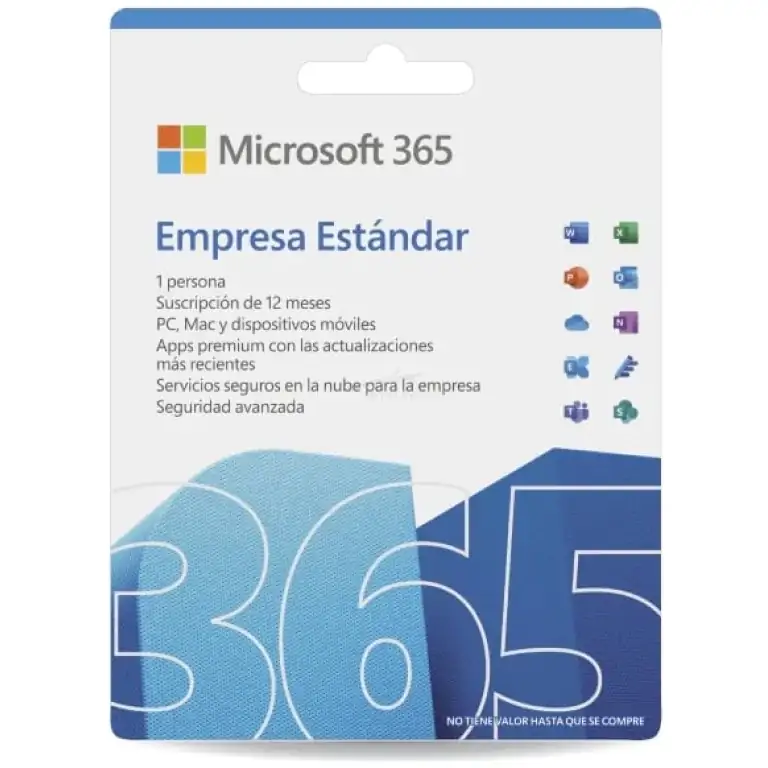 Microsoft 365
Empresa Estándar
1 persona
Suscripción de 12 meses
PC, Mac y dispositivos móviles
Apps premium con las actualizaciones
más recientes
Servicios seguros en la nube para la empresa
Seguridad avanzada
W
X
P
O
N
E
T
S
365
NO TIENE VALOR HASTA QUE SE COMPRE